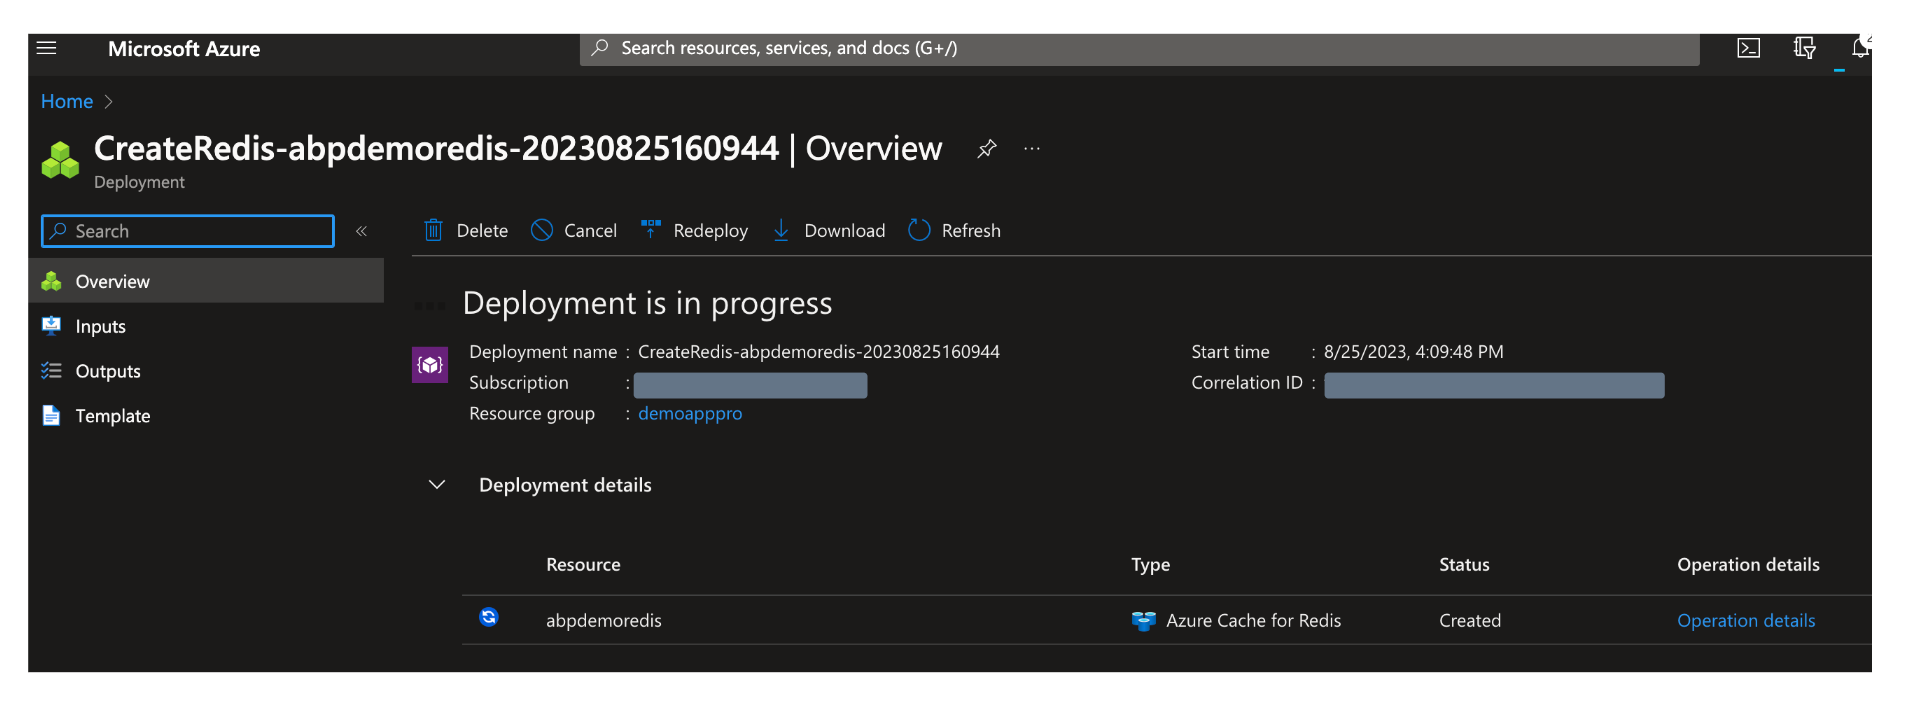 Microsoft Azure
Search resources, services, and docs (G+/)
Home
CreateRedis-abpdemoredis-20230825160944 | Overview
Deployment
Search
Delete Cancel Redeploy Download Refresh
Overview
Inputs
Outputs
Template
Deployment is in progress
Deployment name : CreateRedis-abpdemoredis-20230825160944 Start time : 8/25/2023, 4:09:48 PM
Subscription : Correlation ID :
Resource group : demoapppro
Deployment details
Resource Type Status Operation details
abpdemoredis Azure Cache for Redis Created Operation details